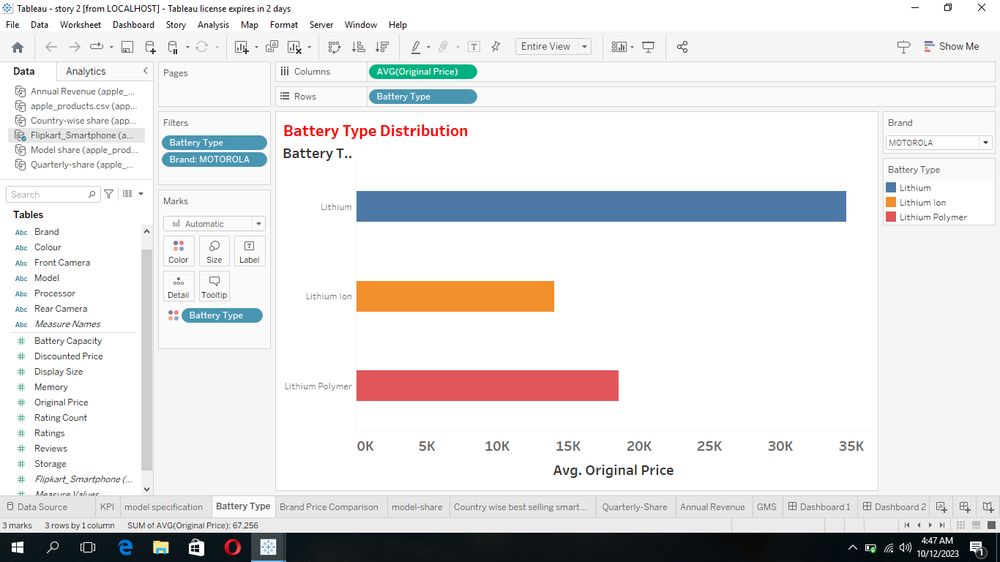 Tableau - story 2 [from LOCALHOST] - Tableau license expires in 2 days
File Data Worksheet Dashboard Story Analysis Map Format Server Window Help
Entire View
Show Me
Data Analytics
Annual Revenue (apple_...
apple_products.csv (app...
Country-wise share (app...
Flipkart_Smartphone (a...
Model share (apple_prod...
Quarterly-share (apple_...
Search
Tables
Abc Brand
Abc Colour
Abc Front Camera
Abc Model
Abc Processor
Abc Rear Camera
Abc Measure Names
# Battery Capacity
# Discounted Price
# Display Size
# Memory
# Original Price
# Rating Count
# Ratings
# Reviews
# Storage
# Flipkart_Smartphone (...
# Measure Values
Pages
Filters
Battery Type
Brand: MOTOROLA
Marks
Automatic
Color Size Label
Detail Tooltip
Battery Type
Columns AVG(Original Price)
Rows Battery Type
Battery Type Distribution
Battery T..
Lithium
Lithium Ion
Lithium Polymer
0K 5K 10K 15K 20K 25K 30K 35K
Avg. Original Price
Brand
MOTOROLA
Battery Type
Lithium
Lithium Ion
Lithium Polymer
Data Source KPI model specification Battery Type Brand Price Comparison model-share Country wise best selling smart... Quarterly-Share Annual Revenue GMS Dashboard 1 Dashboard 2
3 marks 3 rows by 1 column SUM of AVG(Original Price): 67,256
4:47 AM
10/12/2023
1